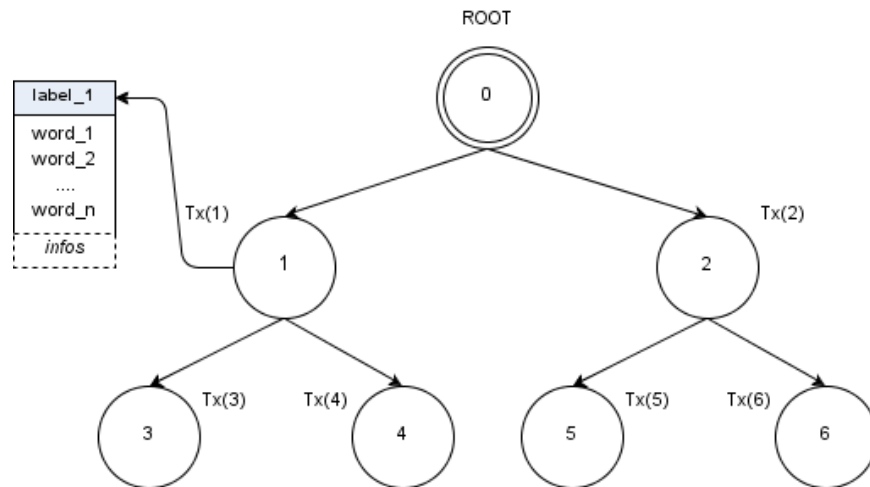 ROOT
0
label_1
word_1
word_2
....
word_n
infos
Tx(1)
Tx(2)
1
2
Tx(3)
Tx(4)
Tx(5)
Tx(6)
3
4
5
6